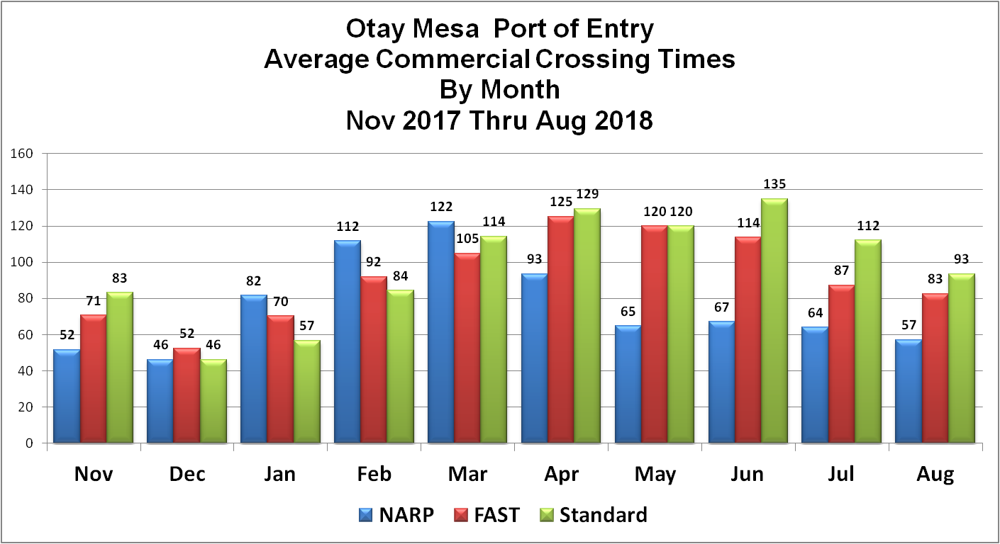 Otay Mesa  Port of Entry
Average Commercial Crossing Times
By Month
Nov 2017 Thru Aug 2018
160
140
120
100
80
60
40
20
0
52 71 83
46 52 46
82 70 57
112 92 84
122 105 114
93 125 129
65 120 120
67 114 135
64 87 112
57 83 93
Nov Dec Jan Feb Mar Apr May Jun Jul Aug
NARP FAST Standard